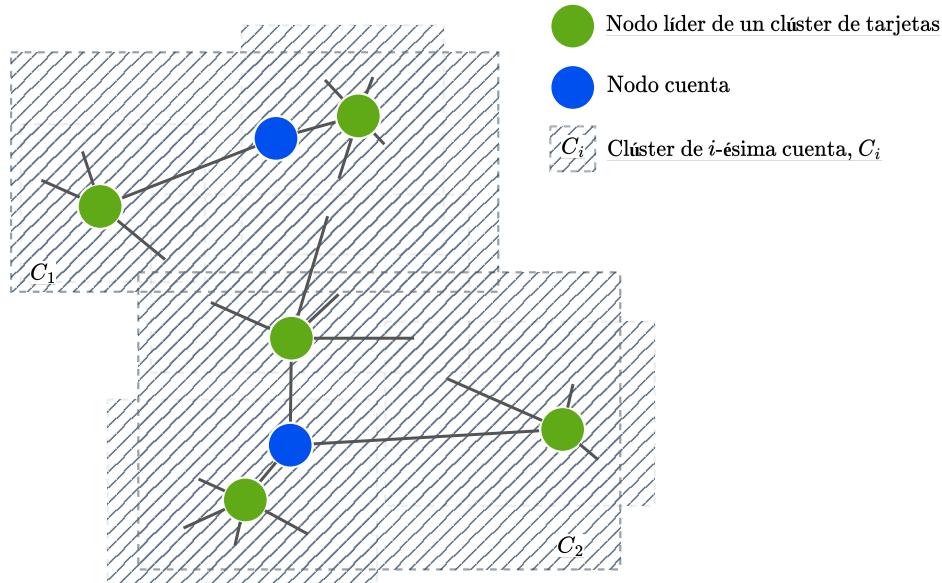 Nodo líder de un clúster de tarjetas
Nodo cuenta
C_i Clúster de i-ésima cuenta, C_i
C_1
C_2